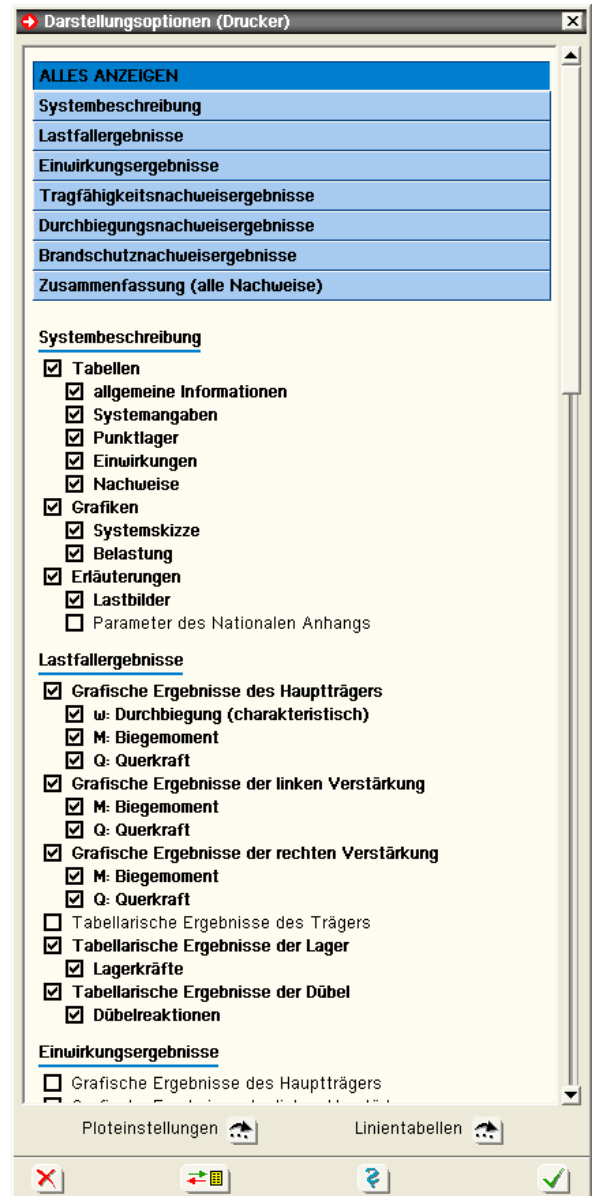 Darstellungsoptionen (Drucker)
ALLES ANZEIGEN
Systembeschreibung
Lastfallergebnisse
Einwirkungsergebnisse
Tragfähigkeitsnachweisergebnisse
Durchbiegungsnachweisergebnisse
Brandschutznachweisergebnisse
Zusammenfassung (alle Nachweise)
Systembeschreibung
Tabellen
allgemeine Informationen
Systemangaben
Punktlager
Einwirkungen
Nachweise
Grafiken
Systemskizze
Belastung
Erläuterungen
Lastbilder
Parameter des Nationalen Anhangs
Lastfallergebnisse
Grafische Ergebnisse des Hauptträgers
w: Durchbiegung (charakteristisch)
M: Biegemoment
Q: Querkraft
Grafische Ergebnisse der linken Verstärkung
M: Biegemoment
Q: Querkraft
Grafische Ergebnisse der rechten Verstärkung
M: Biegemoment
Q: Querkraft
Tabellarische Ergebnisse des Trägers
Tabellarische Ergebnisse der Lager
Lagerkräfte
Tabellarische Ergebnisse der Dübel
Dübelreaktionen
Einwirkungsergebnisse
Grafische Ergebnisse des Hauptträgers
Ploteinstellungen Linientabellen